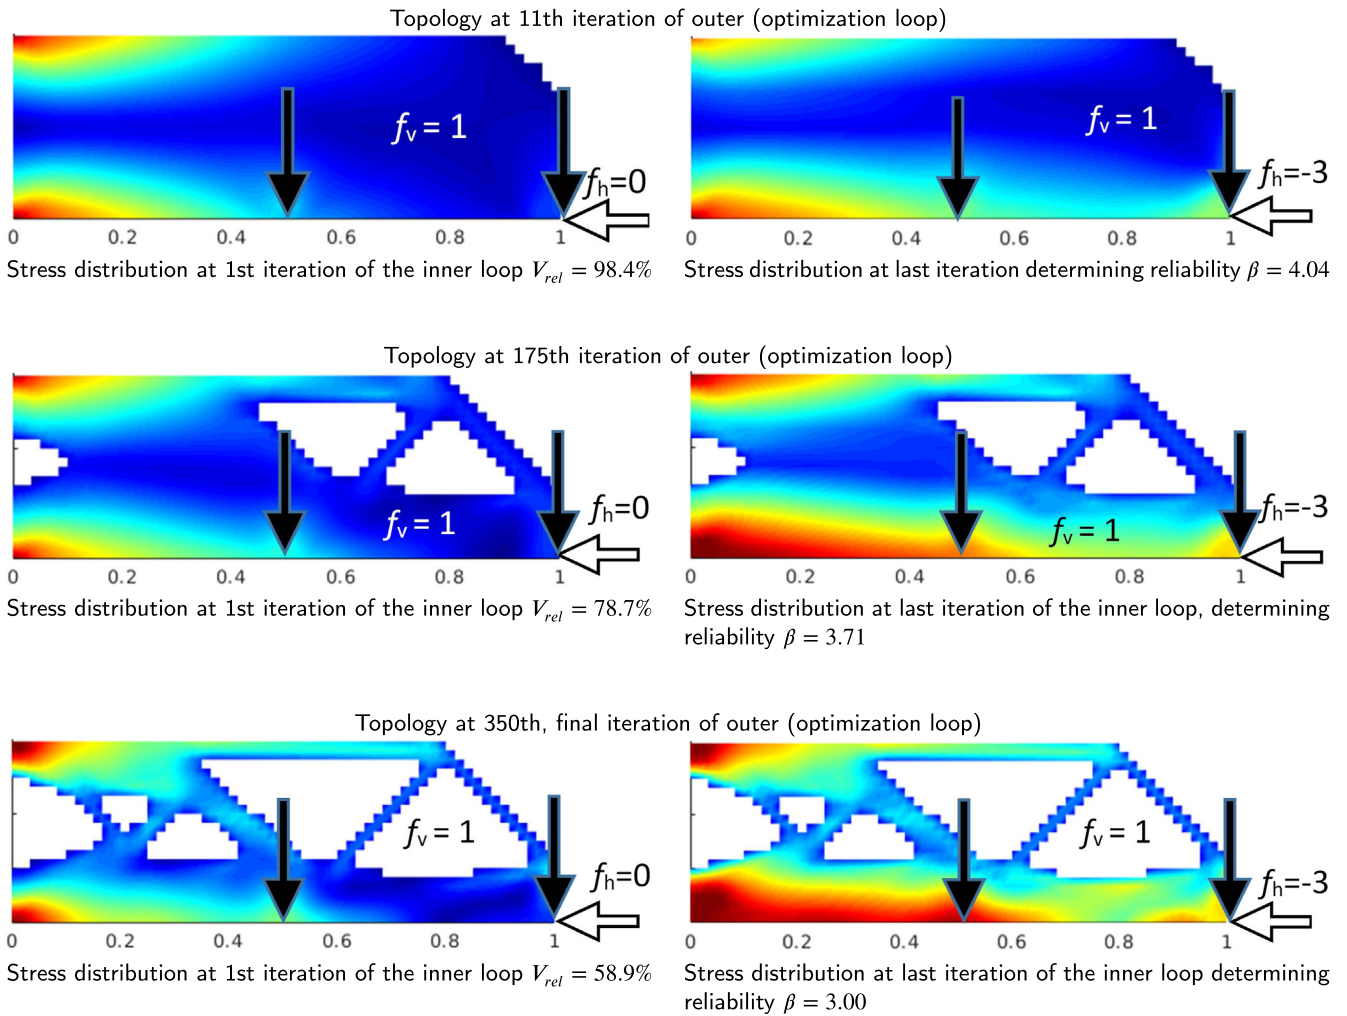 Topology at 11th iteration of outer (optimization loop)
fv = 1
fh=0
0 0.2 0.4 0.6 0.8 1
Stress distribution at 1st iteration of the inner loop Vrel = 98.4%
fv = 1
fh=-3
0 0.2 0.4 0.6 0.8 1
Stress distribution at last iteration determining reliability β = 4.04
Topology at 175th iteration of outer (optimization loop)
fv = 1
fh=0
0 0.2 0.4 0.6 0.8 1
Stress distribution at 1st iteration of the inner loop Vrel = 78.7%
fv = 1
fh=-3
0 0.2 0.4 0.6 0.8 1
Stress distribution at last iteration of the inner loop, determining
reliability β = 3.71
Topology at 350th, final iteration of outer (optimization loop)
fv = 1
fh=0
0 0.2 0.4 0.6 0.8 1
Stress distribution at 1st iteration of the inner loop Vrel = 58.9%
fv = 1
fh=-3
0 0.2 0.4 0.6 0.8 1
Stress distribution at last iteration of the inner loop determining
reliability β = 3.00